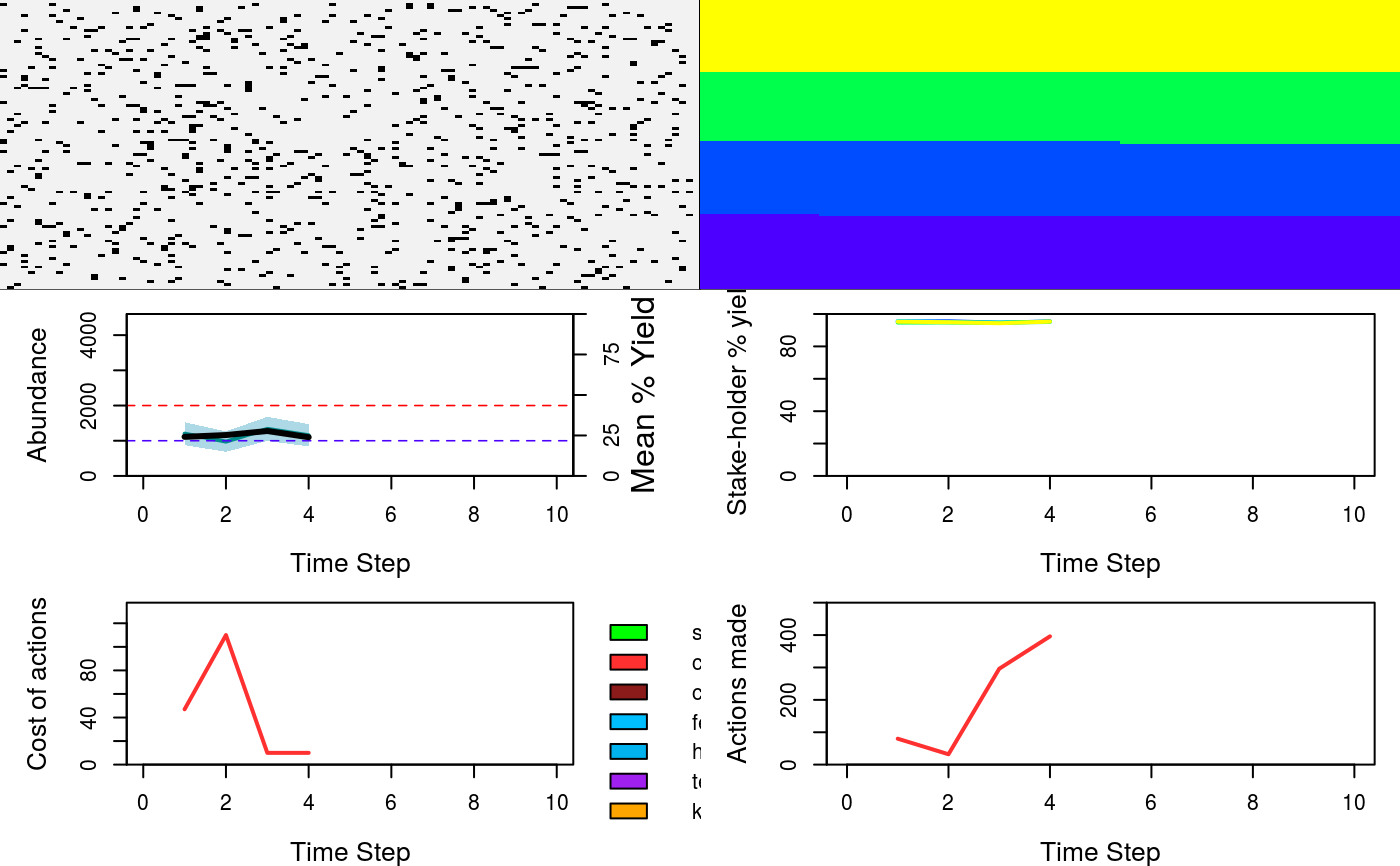 Abundance
0
2000
4000
0
25
75
Mean % Yield
0 2 4 6 8 10
Time Step
Stake-holder % yiel
0
40
80
0 2 4 6 8 10
Time Step
Cost of actions
0
40
80
0 2 4 6 8 10
Time Step
s
c
c
f
h
t
k
Actions made
0
200
400
0 2 4 6 8 10
Time Step